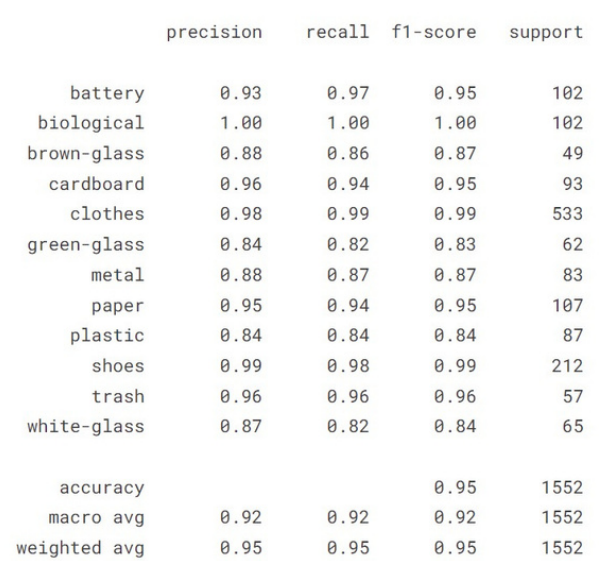 precision recall f1-score support
battery 0.93 0.97 0.95 102
biological 1.00 1.00 1.00 102
brown-glass 0.88 0.86 0.87 49
cardboard 0.96 0.94 0.95 93
clothes 0.98 0.99 0.99 533
green-glass 0.84 0.82 0.83 62
metal 0.88 0.87 0.87 83
paper 0.95 0.94 0.95 107
plastic 0.84 0.84 0.84 87
shoes 0.99 0.98 0.99 212
trash 0.96 0.96 0.96 57
white-glass 0.87 0.82 0.84 65
accuracy 0.95 1552
macro avg 0.92 0.92 0.92 1552
weighted avg 0.95 0.95 0.95 1552